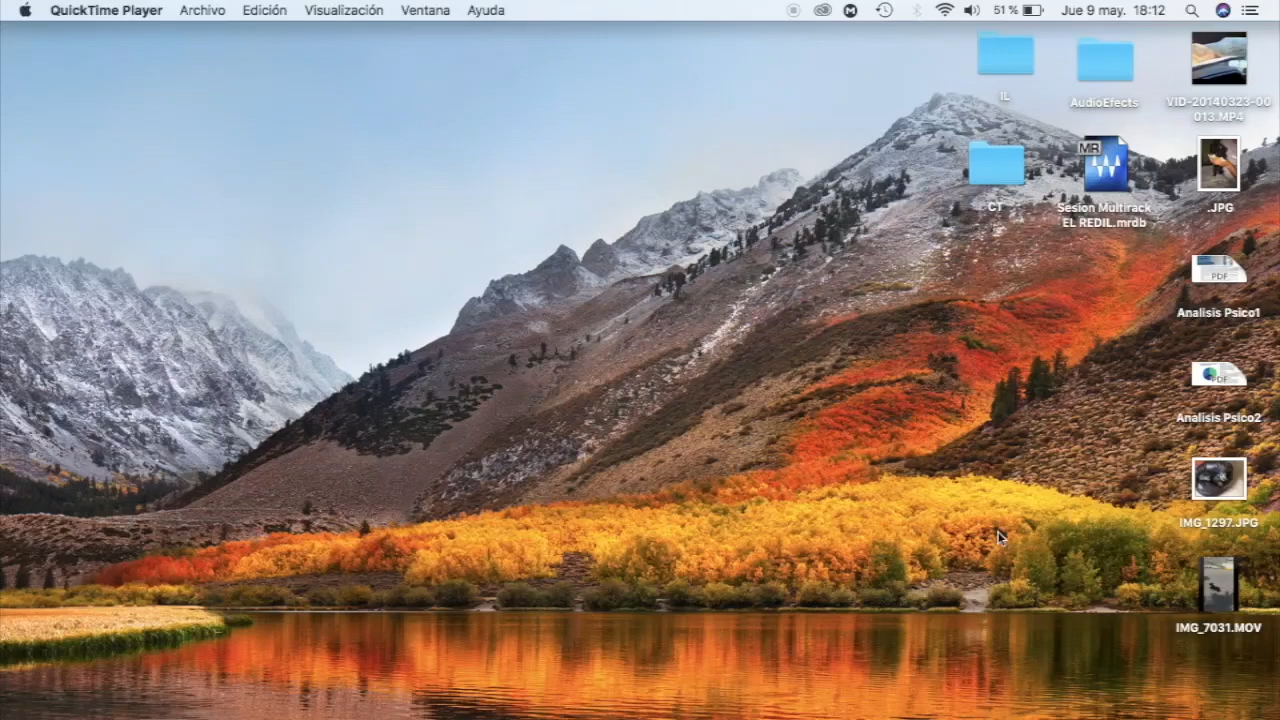 QuickTime Player Archivo Edición Visualización Ventana Ayuda 51 % Jue 9 may. 18:12
IL
AudioEfects
VID-20140323-00
013.MP4
CT
Sesion Multirack
EL REDIL.mrdb
MR
.JPG
PDF
Analisis Psico1
PDF
Analisis Psico2
IMG_1297.JPG
IMG_7031.MOV